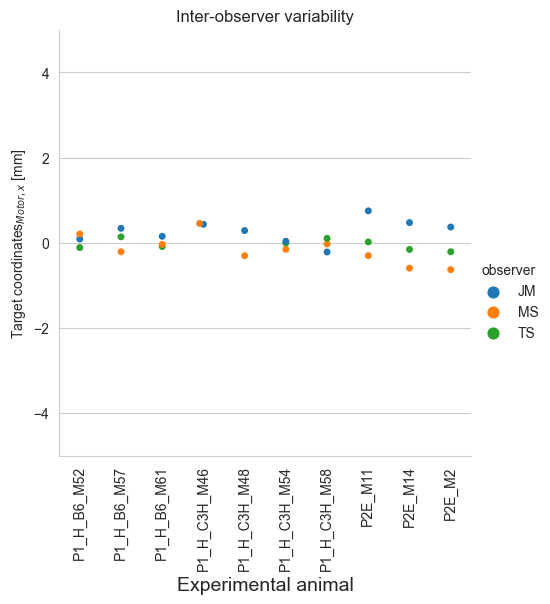 Inter-observer variability
Target coordinates$_{Motor,x}$ [mm]
4
2
0
−2
−4
observer
JM
MS
TS
P1_H_B6_M52
P1_H_B6_M57
P1_H_B6_M61
P1_H_C3H_M46
P1_H_C3H_M48
P1_H_C3H_M54
P1_H_C3H_M58
P2E_M11
P2E_M14
P2E_M2
Experimental animal